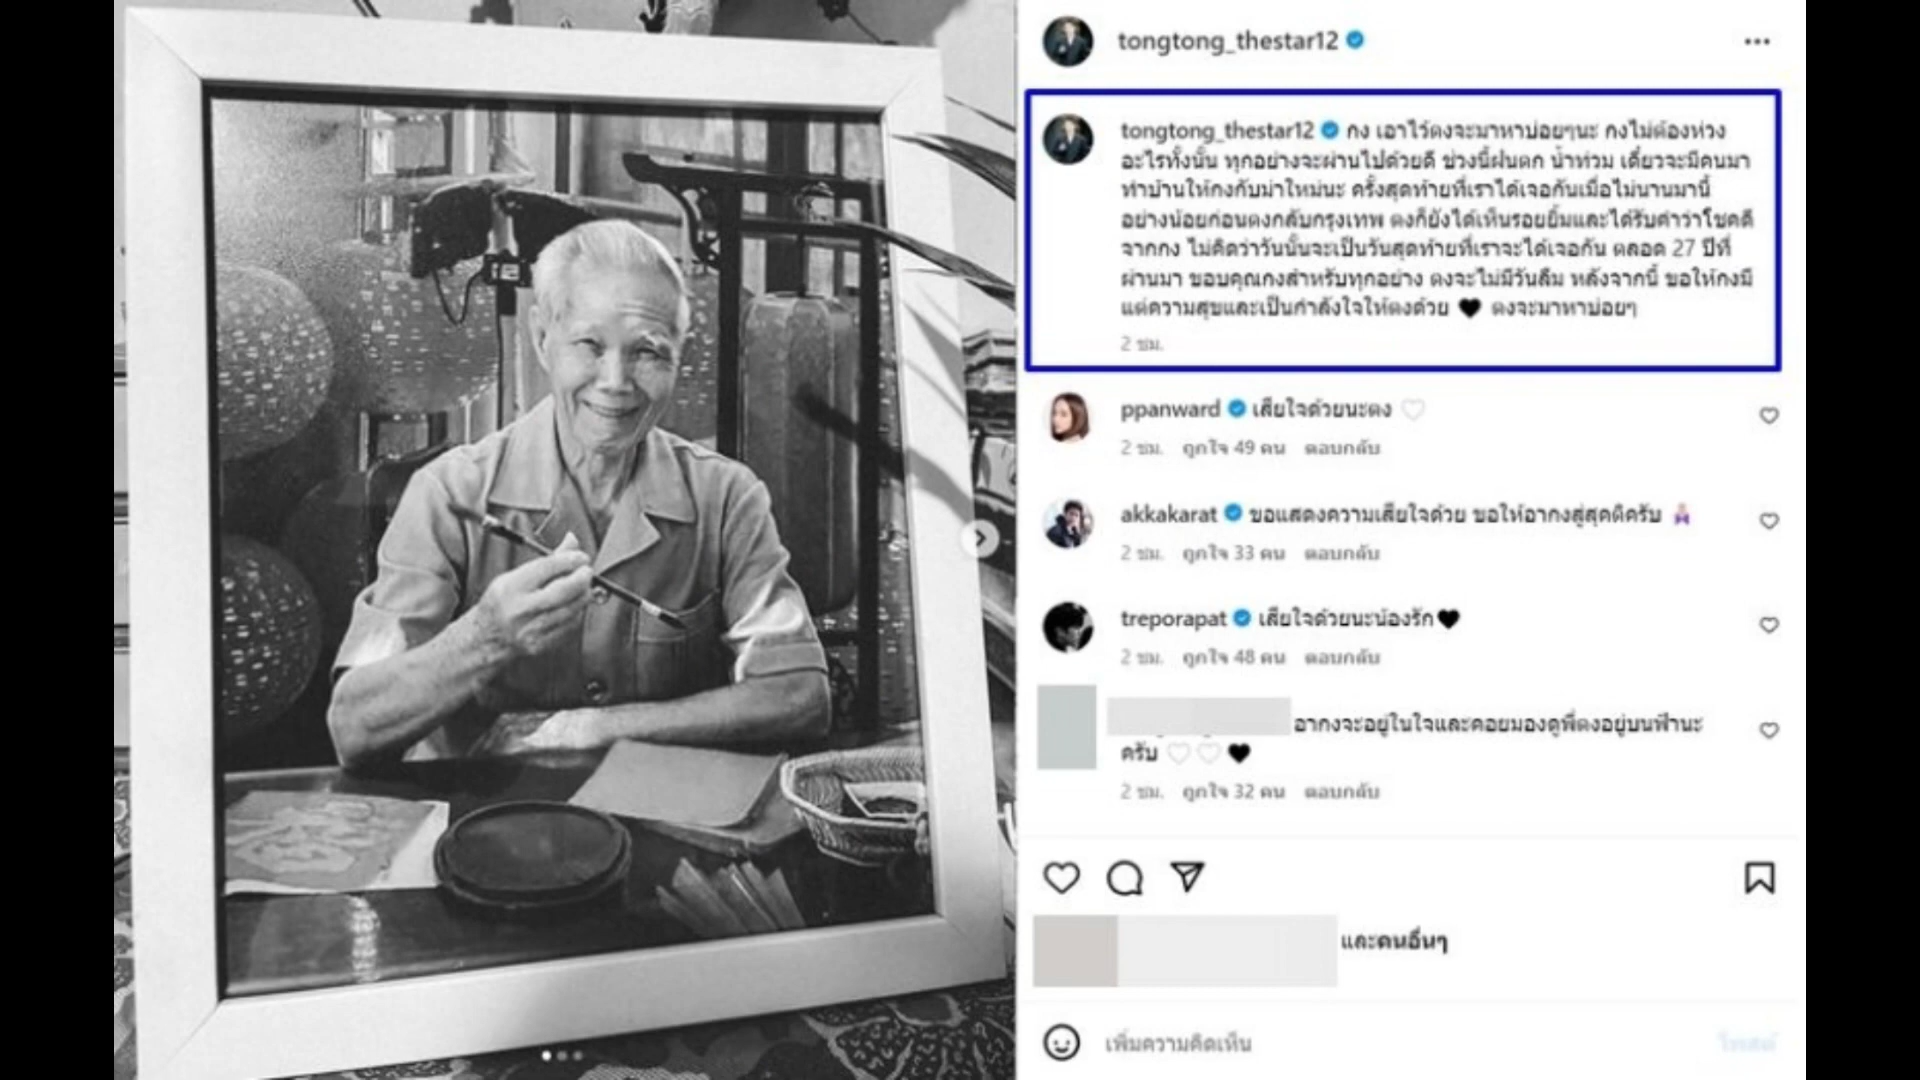 tongtong_thestar12
tongtong_thestar12 กง เอาไว้ตงจะมาหาบ่อยๆนะ กงไม่ต้องห่วง
อะไรทั้งนั้น ทุกอย่างจะผ่านไปด้วยดี ช่วงนี้ฝนตก น้ำท่วม เดี๋ยวจะมีคนมา
ทำบ้านให้กงกับม่าใหม่นะ ครั้งสุดท้ายที่เราได้เจอกันเมื่อไม่นานมานี้
อย่างน้อยก่อนตงกลับกรุงเทพ ตงก็ยังได้เห็นรอยยิ้มและได้รับคำว่าโชคดี
จากกง ไม่คิดว่าวันนั้นจะเป็นวันสุดท้ายที่เราจะได้เจอกัน ตลอด 27 ปีที่
ผ่านมา ขอบคุณกงสำหรับทุกอย่าง ตงจะไม่มีวันลืม หลังจากนี้ ขอให้กงมี
แต่ความสุขและเป็นกำลังใจให้ตงด้วย 🖤 ตงจะมาหาบ่อยๆ
2 ชม.
ppanward เสียใจด้วยนะตง 🤍
2 ชม. ถูกใจ 49 คน ตอบกลับ
akkakarat ขอแสดงความเสียใจด้วย ขอให้อากงสู่สุคติครับ
2 ชม. ถูกใจ 33 คน ตอบกลับ
treporapat เสียใจด้วยนะน้องรัก🖤
2 ชม. ถูกใจ 48 คน ตอบกลับ
อากงจะอยู่ในใจและคอยมองดูพี่ตงอยู่บนฟ้านะ
ครับ 🤍🤍🖤
2 ชม. ถูกใจ 32 คน ตอบกลับ
และคนอื่นๆ
เพิ่มความคิดเห็น
โพสต์